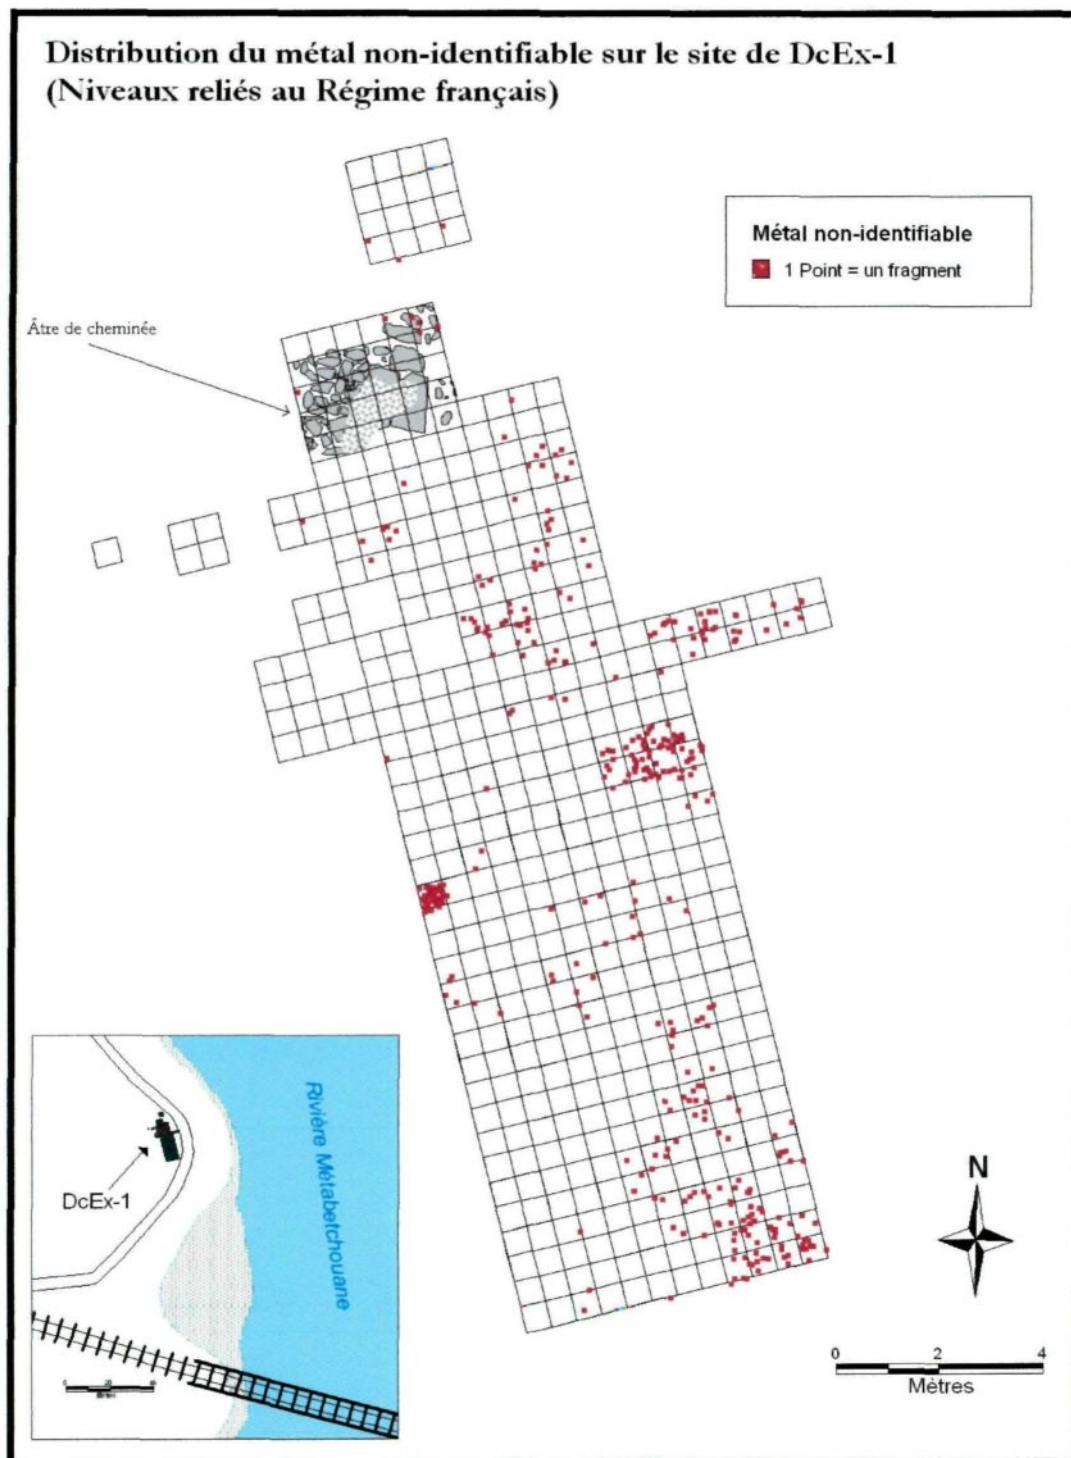 Distribution du métal non-identifiable sur le site de DcEx-1
(Niveaux reliés au Régime français)
Métal non-identifiable
1 Point = un fragment
Âtre de cheminée
Rivière Métabetchouane
DcEx-1
N
0 2 4
Mètres